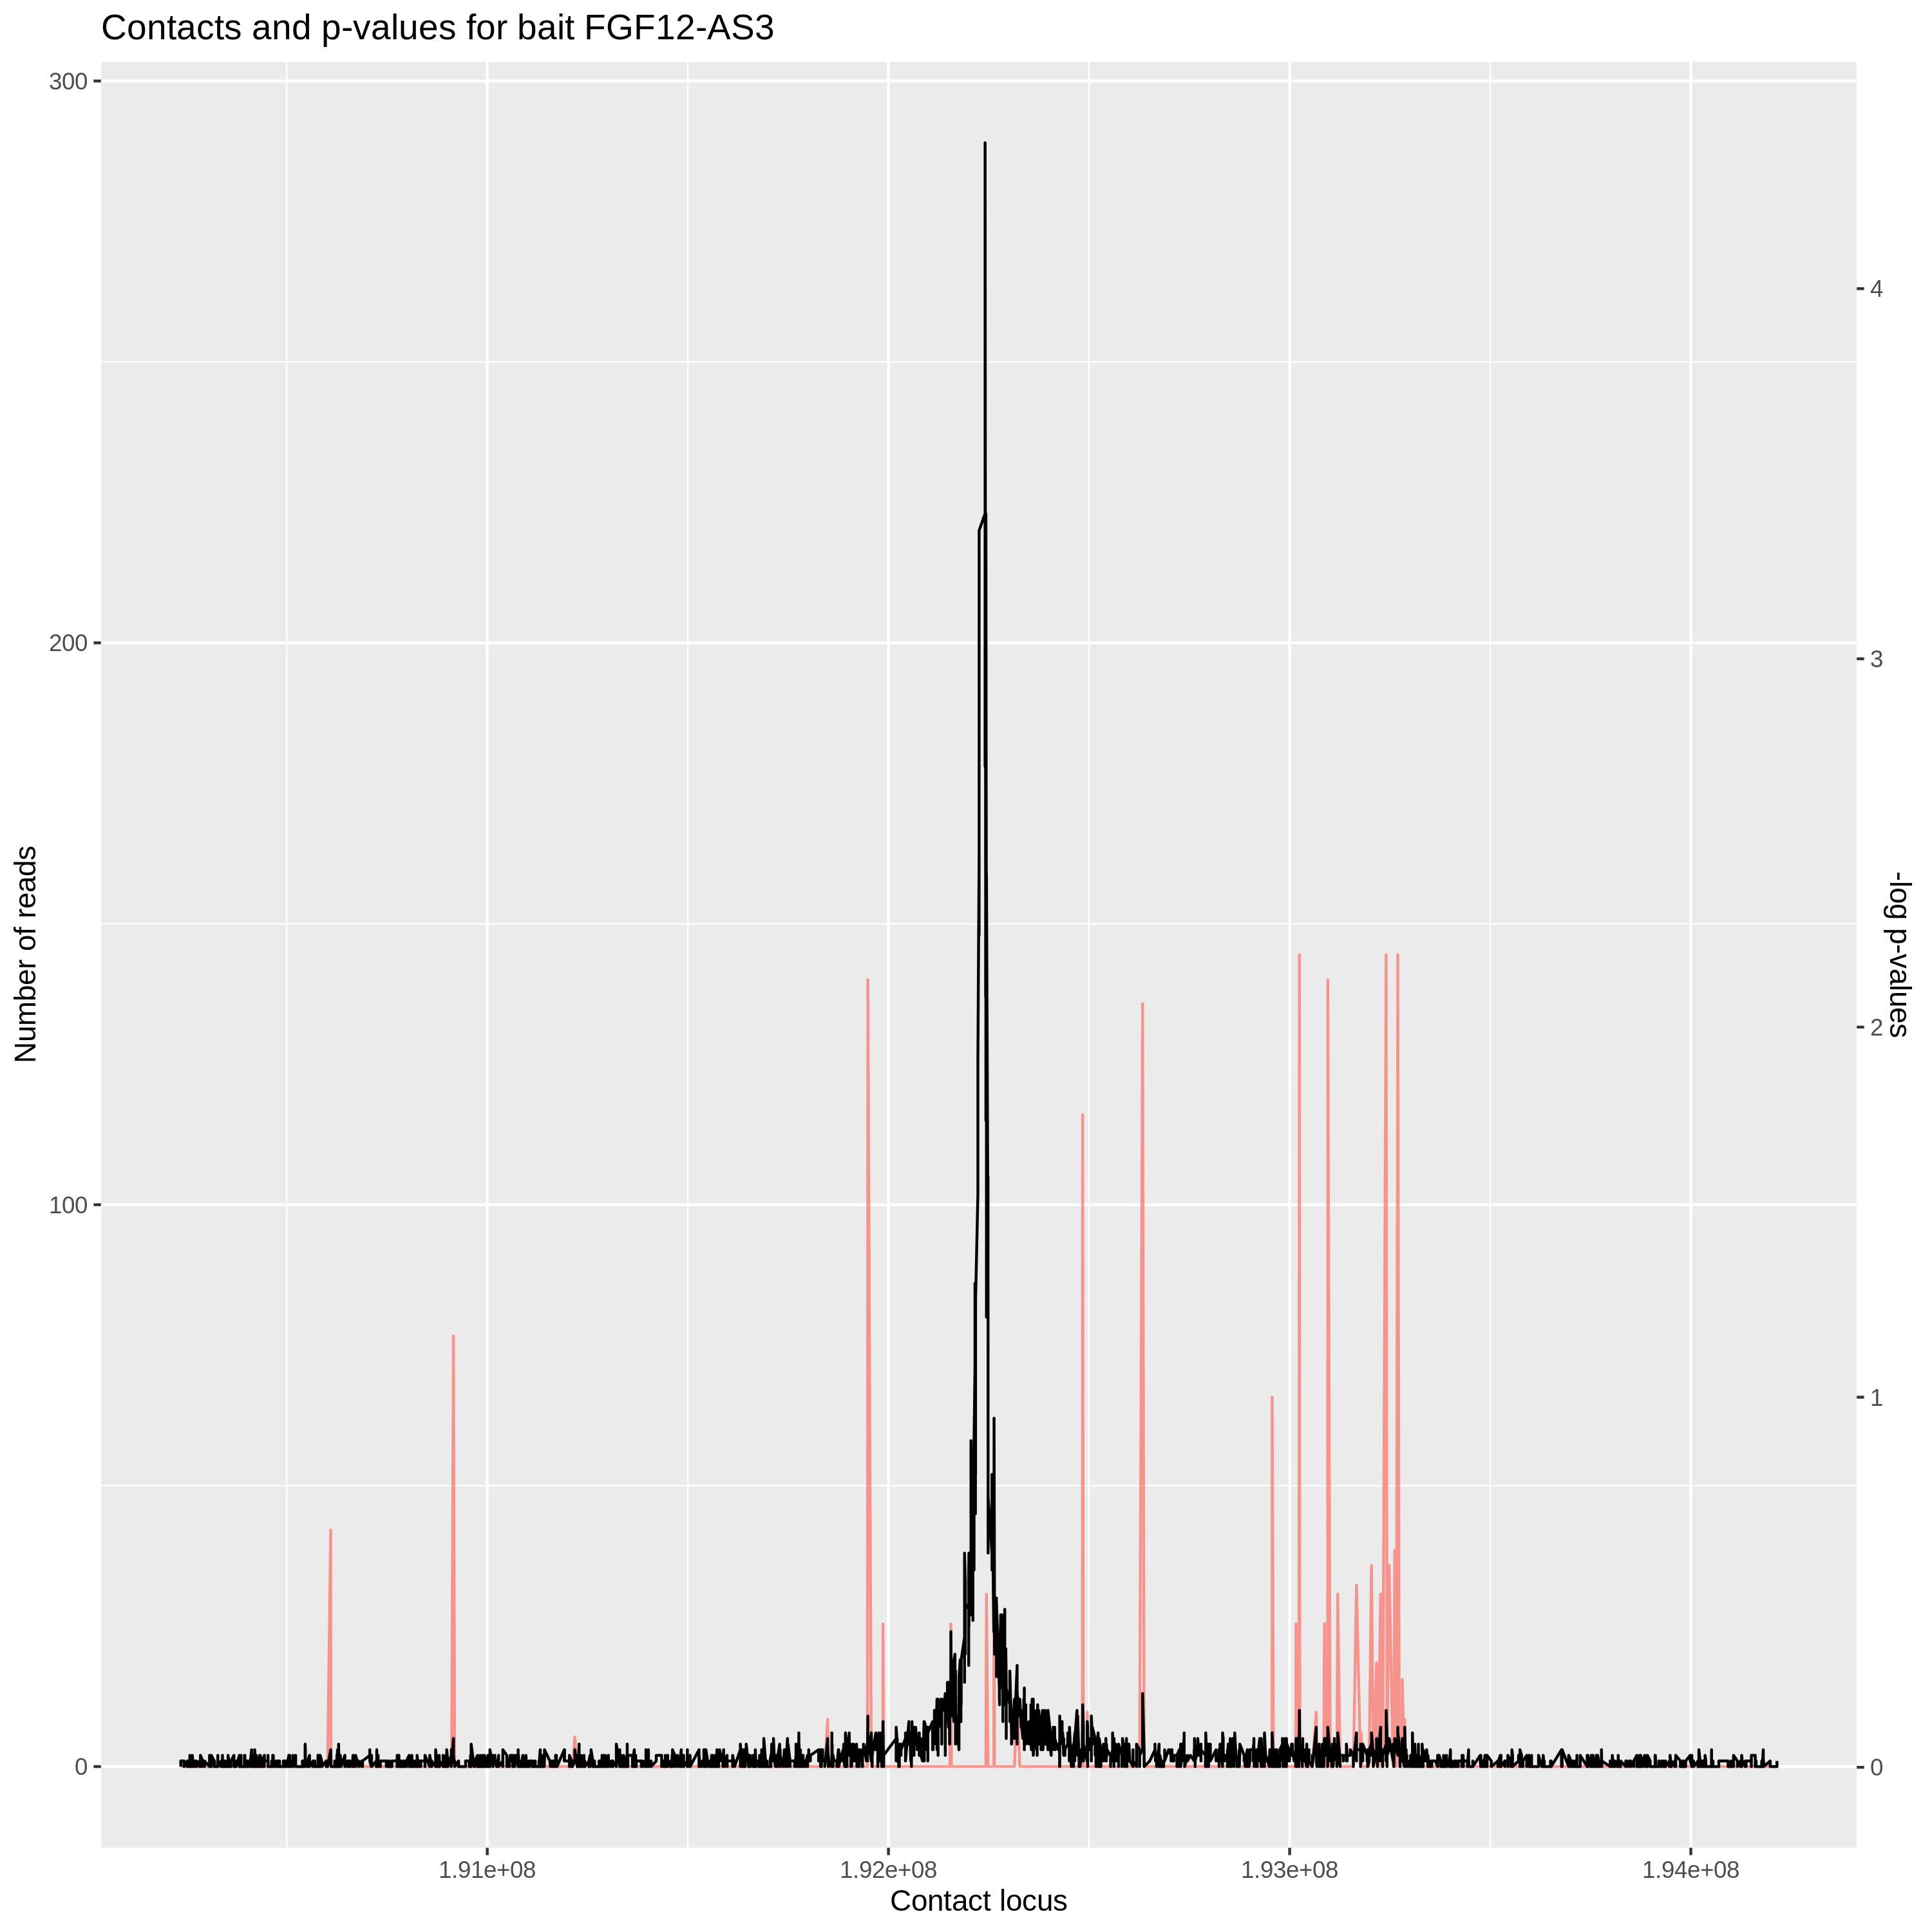 Contacts and p-values for bait FGF12-AS3
300
200
100
0
Number of reads
4
3
2
1
0
-log p-values
1.91e+08 1.92e+08 1.93e+08 1.94e+08
Contact locus